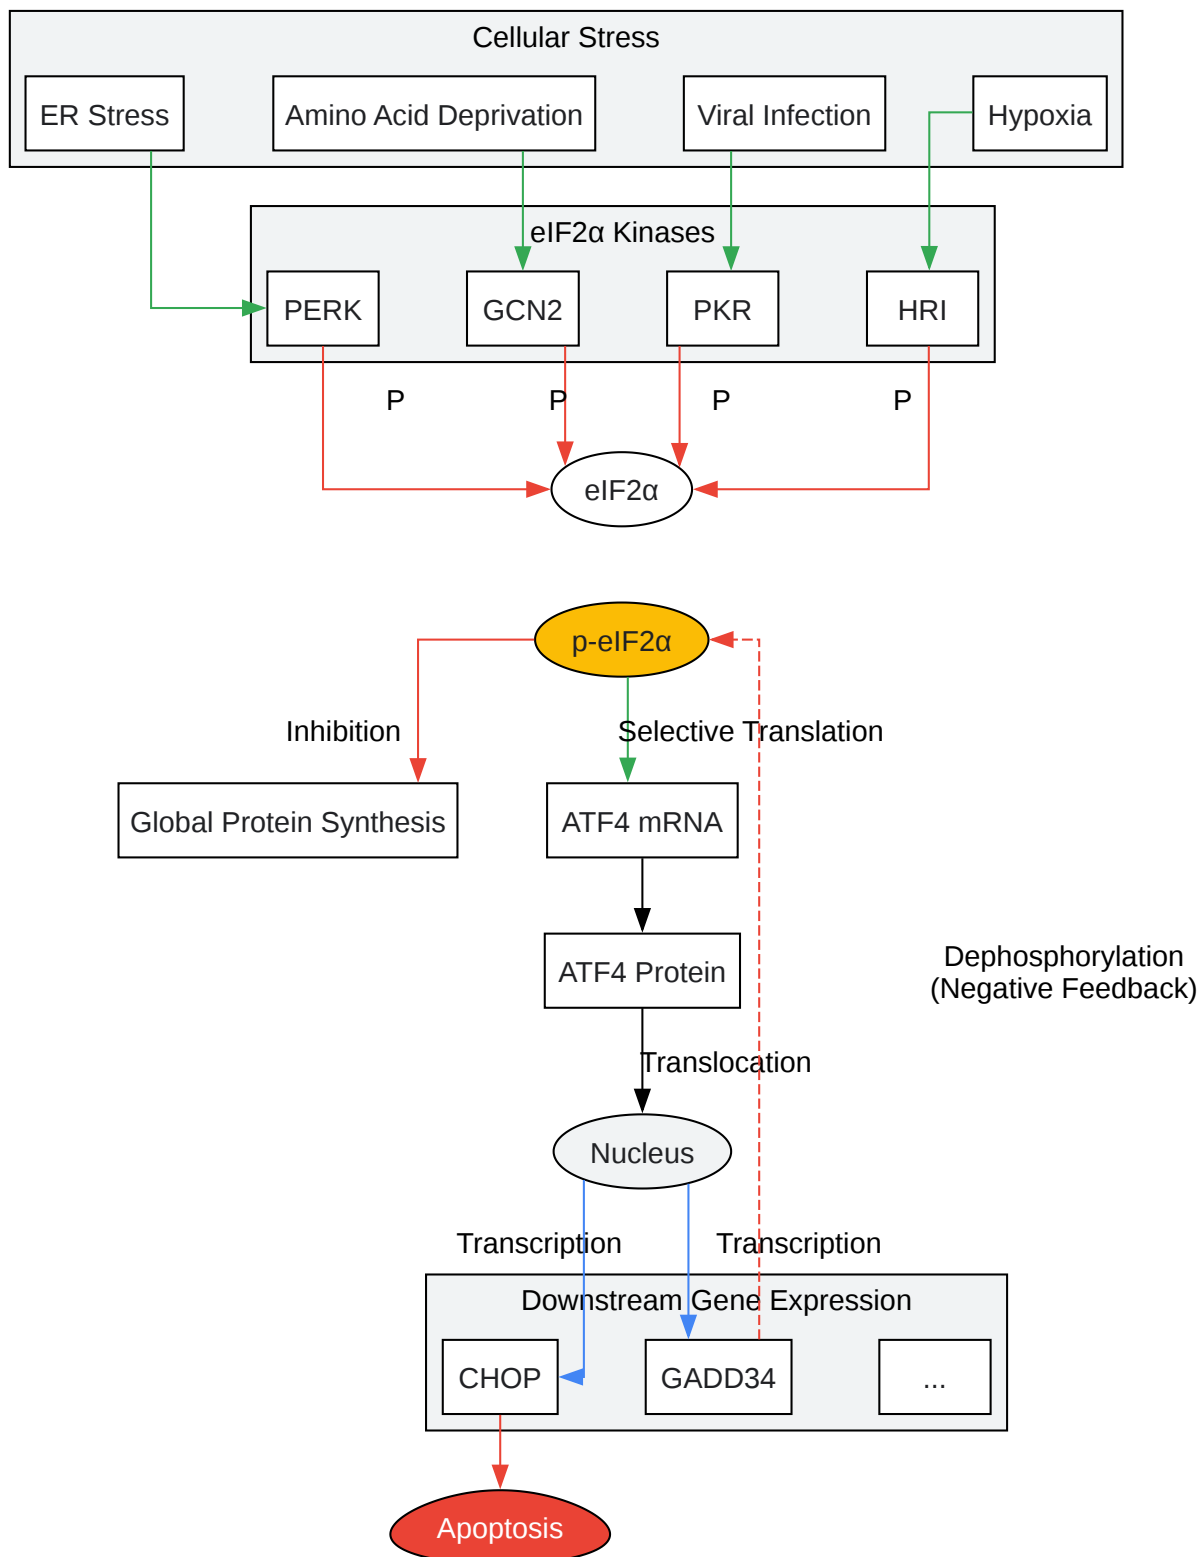 Cellular Stress
ER Stress
Amino Acid Deprivation
Viral Infection
Hypoxia
eIF2α Kinases
PERK
GCN2
PKR
HRI
P
P
P
P
eIF2α
p-eIF2α
Inhibition
Selective Translation
Global Protein Synthesis
ATF4 mRNA
ATF4 Protein
Dephosphorylation
(Negative Feedback)
Translocation
Nucleus
Transcription
Transcription
Downstream Gene Expression
CHOP
GADD34
...
Apoptosis